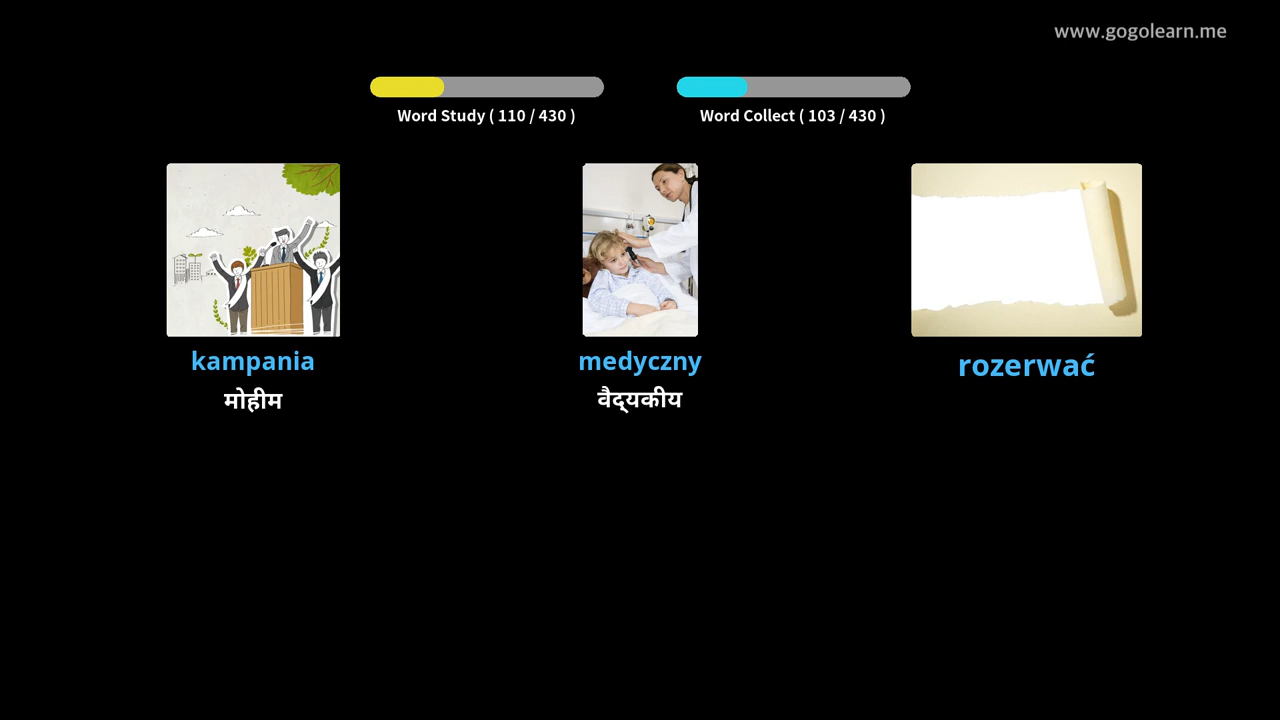 www.gogolearn.me
Word Study ( 110 / 430 )
Word Collect ( 103 / 430 )
kampania
medyczny
rozerwać
मोहीम
वैद्यकीय